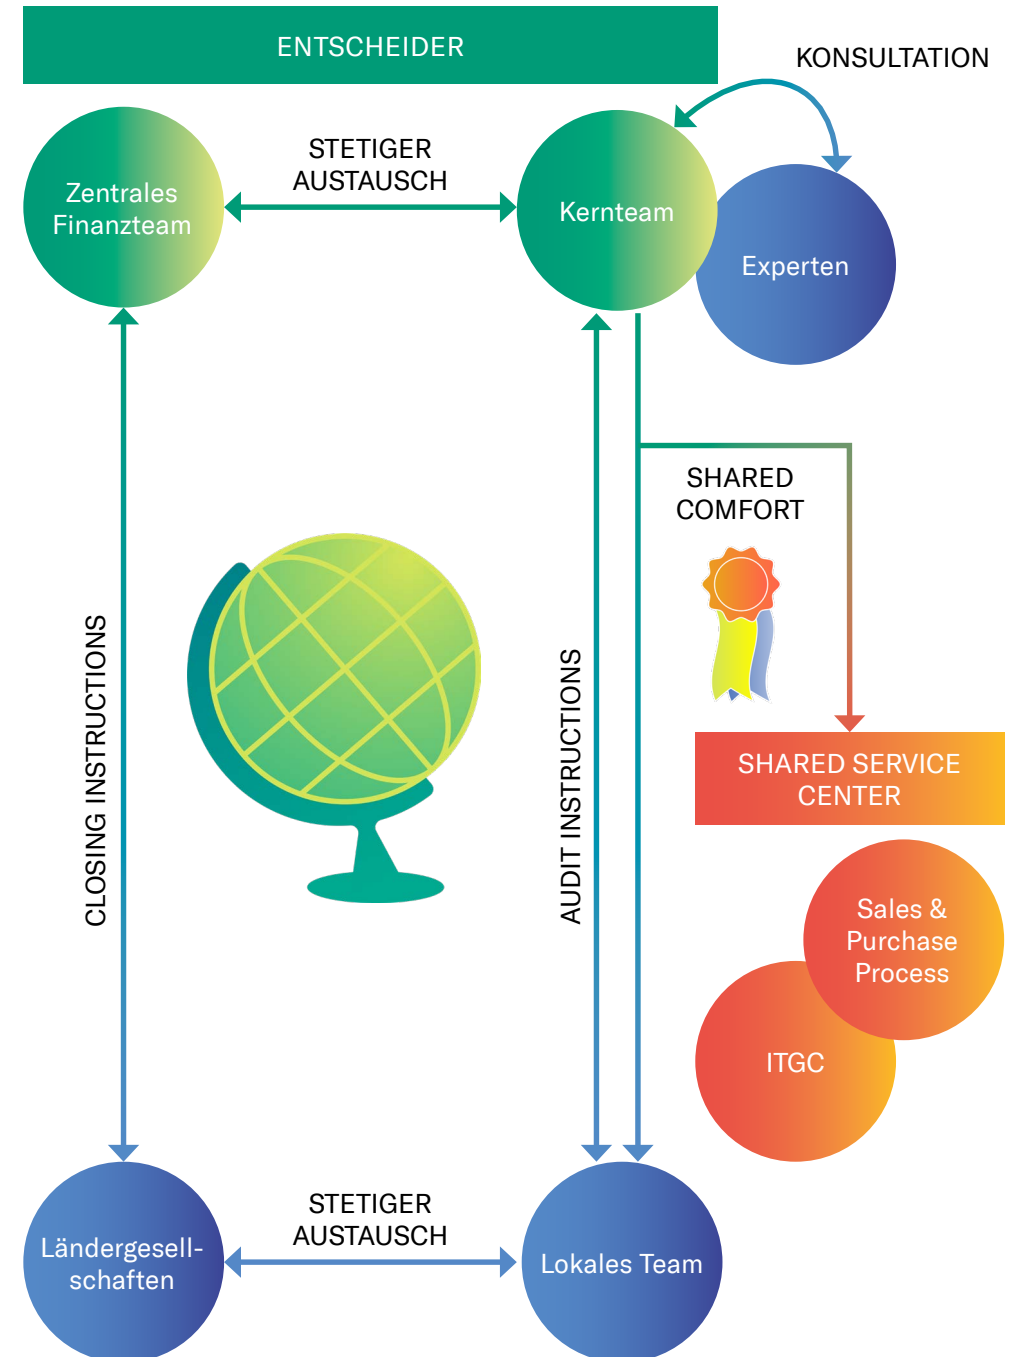 ENTSCHEIDER
KONSULTATION
STETIGER
AUSTAUSCH
Zentrales
Finanzteam
Kernteam
Experten
SHARED
COMFORT
CLOSING INSTRUCTIONS
AUDIT INSTRUCTIONS
SHARED SERVICE
CENTER
Sales &
Purchase
Process
ITGC
STETIGER
AUSTAUSCH
Ländergesell-
schaften
Lokales Team